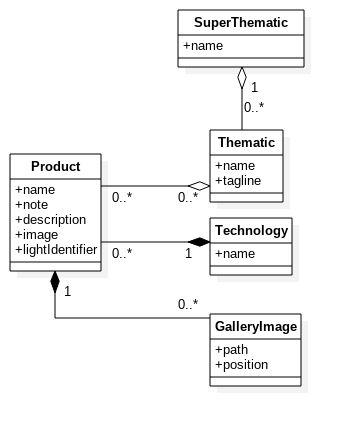 SuperThematic
+name
1
0..*
Thematic
+name
+tagline
Product
+name
+note
+description
+image
+lightIdentifier
0..*
0..*
Technology
+name
0..*
1
1
0..*
GalleryImage
+path
+position